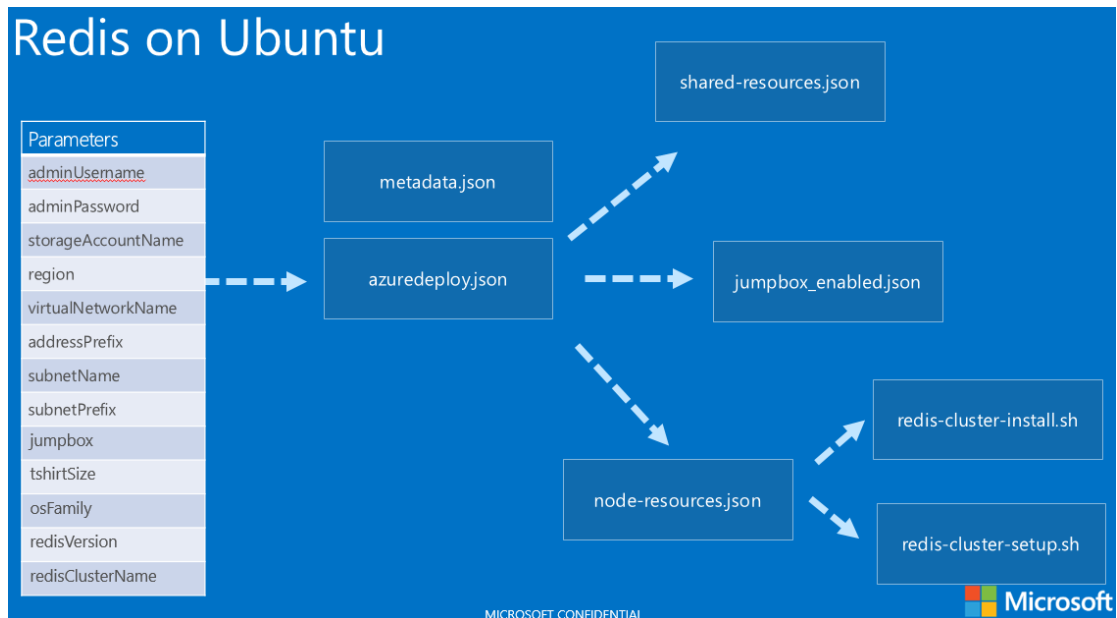 Redis on Ubuntu
Parameters
adminUsername
adminPassword
storageAccountName
region
virtualNetworkName
addressPrefix
subnetName
subnetPrefix
jumpbox
tshirtSize
osFamily
redisVersion
redisClusterName
metadata.json
azuredeploy.json
shared-resources.json
jumpbox_enabled.json
node-resources.json
redis-cluster-install.sh
redis-cluster-setup.sh
MICROSOFT CONFIDENTIAL
Microsoft